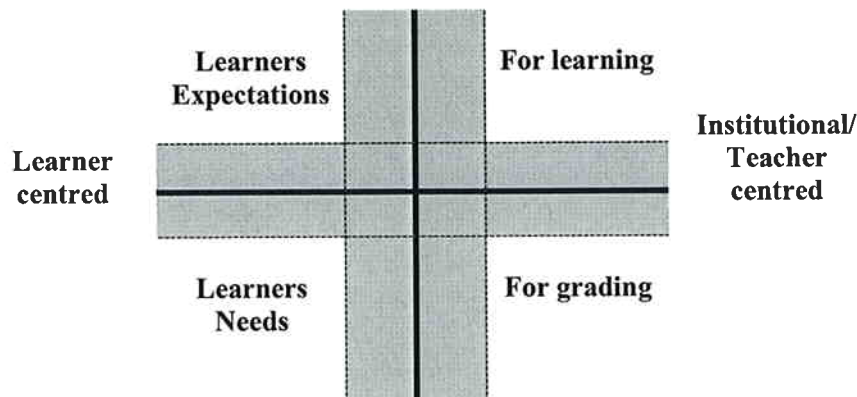 Learners
Expectations
For learning
Learner
centred
Institutional/
Teacher
centred
Learners
Needs
For grading